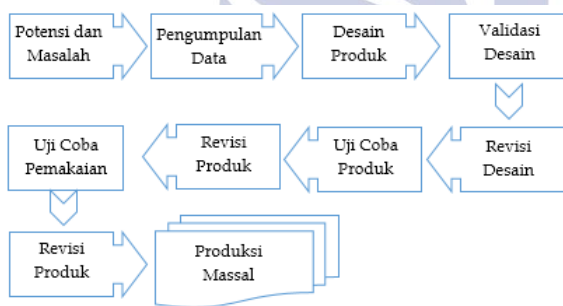 Potensi dan
Masalah
Pengumpulan
Data
Desain
Produk
Validasi
Desain
Revisi
Desain
Uji Coba
Produk
Revisi
Produk
Uji Coba
Pemakaian
Revisi
Produk
Produksi
Massal